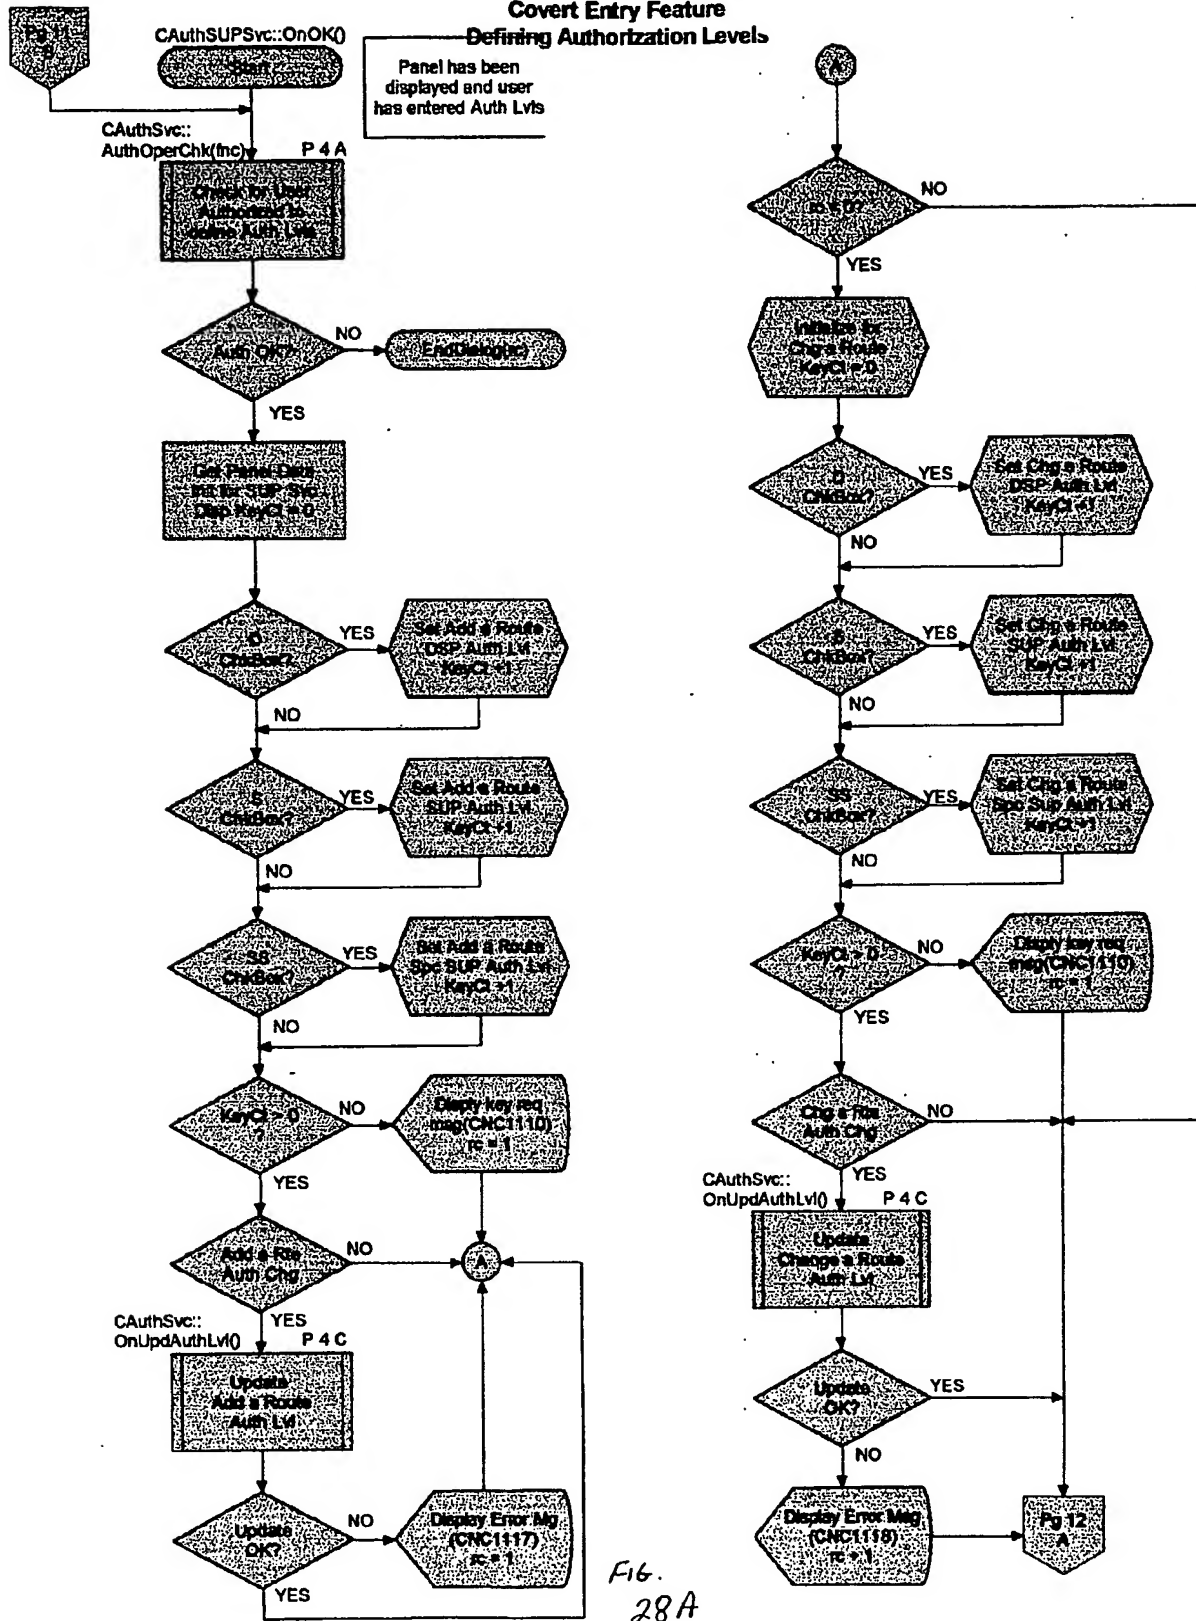 Covert Entry Feature
Defining Authorization Levels
Pg 11
B
CAuthSUPSvc::OnOK()
Start
Panel has been
displayed and user
has entered Auth Lvls
CAuthSvc::
AuthOperChk(fnc)
P 4 A
Check for User
Authorized to
define Auth Lvls
Auth OK?
NO
EndDialog(rc)
YES
Get Panel Data
Init for SUP Svc
Disp KeyCt = 0
D
ChkBox?
YES
Set Add a Route
DSP Auth Lvl
KeyCt +1
NO
S
ChkBox?
YES
Set Add a Route
SUP Auth Lvl
KeyCt +1
NO
SS
ChkBox?
YES
Set Add a Route
Spc SUP Auth Lvl
KeyCt +1
NO
KeyCt > 0
?
NO
Disply key req
msg(CNC1110)
rc = 1
YES
Add a Rte
Auth Chg
NO
A
YES
CAuthSvc::
OnUpdAuthLvl()
P 4 C
Update
Add a Route
Auth Lvl
Update
OK?
NO
Display Error Mg
(CNC1117)
rc = 1
YES
A
rc = 0?
NO
YES
Initialize for
Chg a Route
KeyCt = 0
D
ChkBox?
YES
Set Chg a Route
DSP Auth Lvl
KeyCt +1
NO
S
ChkBox?
YES
Set Chg a Route
SUP Auth Lvl
KeyCt +1
NO
SS
ChkBox?
YES
Set Chg a Route
Spc Sup Auth Lvl
KeyCt +1
NO
KeyCt > 0
?
NO
Disply key req
msg(CNC1110)
rc = 1
YES
Chg a Rte
Auth Chg
NO
YES
CAuthSvc::
OnUpdAuthLvl()
P 4 C
Update
Change a Route
Auth Lvl
Update
OK?
YES
NO
Display Error Msg
(CNC1118)
rc = 1
Pg 12
A
FIG.
28A